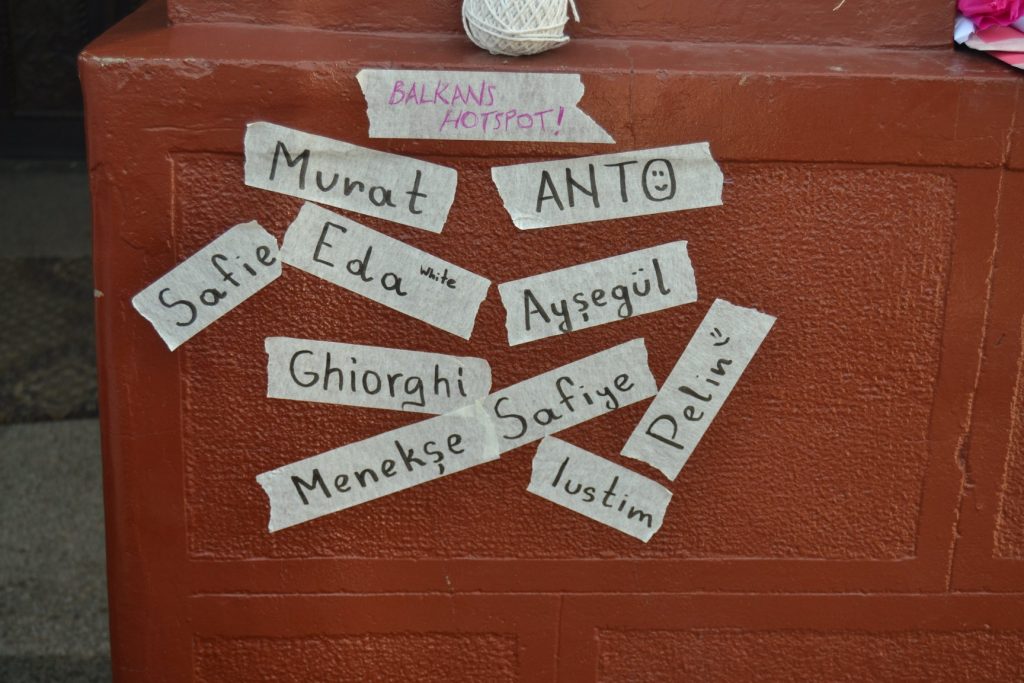 BALKANS
HOTSPOT!
Murat
ANTO
Safie
Eda white
Ayşegül
Ghiorghi
Pelin
Menekşe
Safiye
Iustim